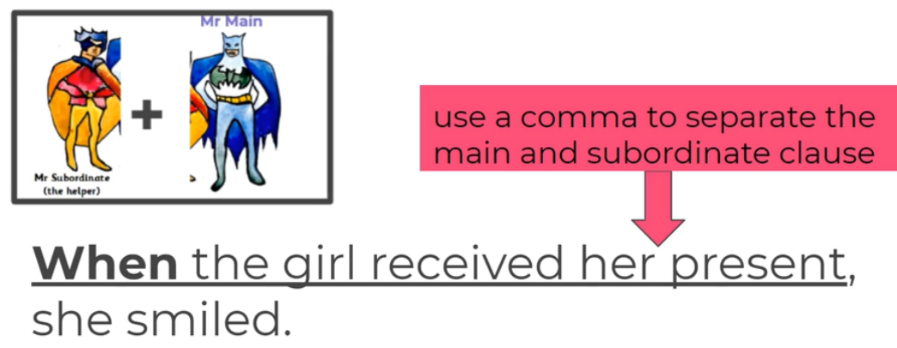 Mr Main
+
Mr Subordinate
(the helper)
use a comma to separate the
main and subordinate clause
When the girl received her present,
she smiled.